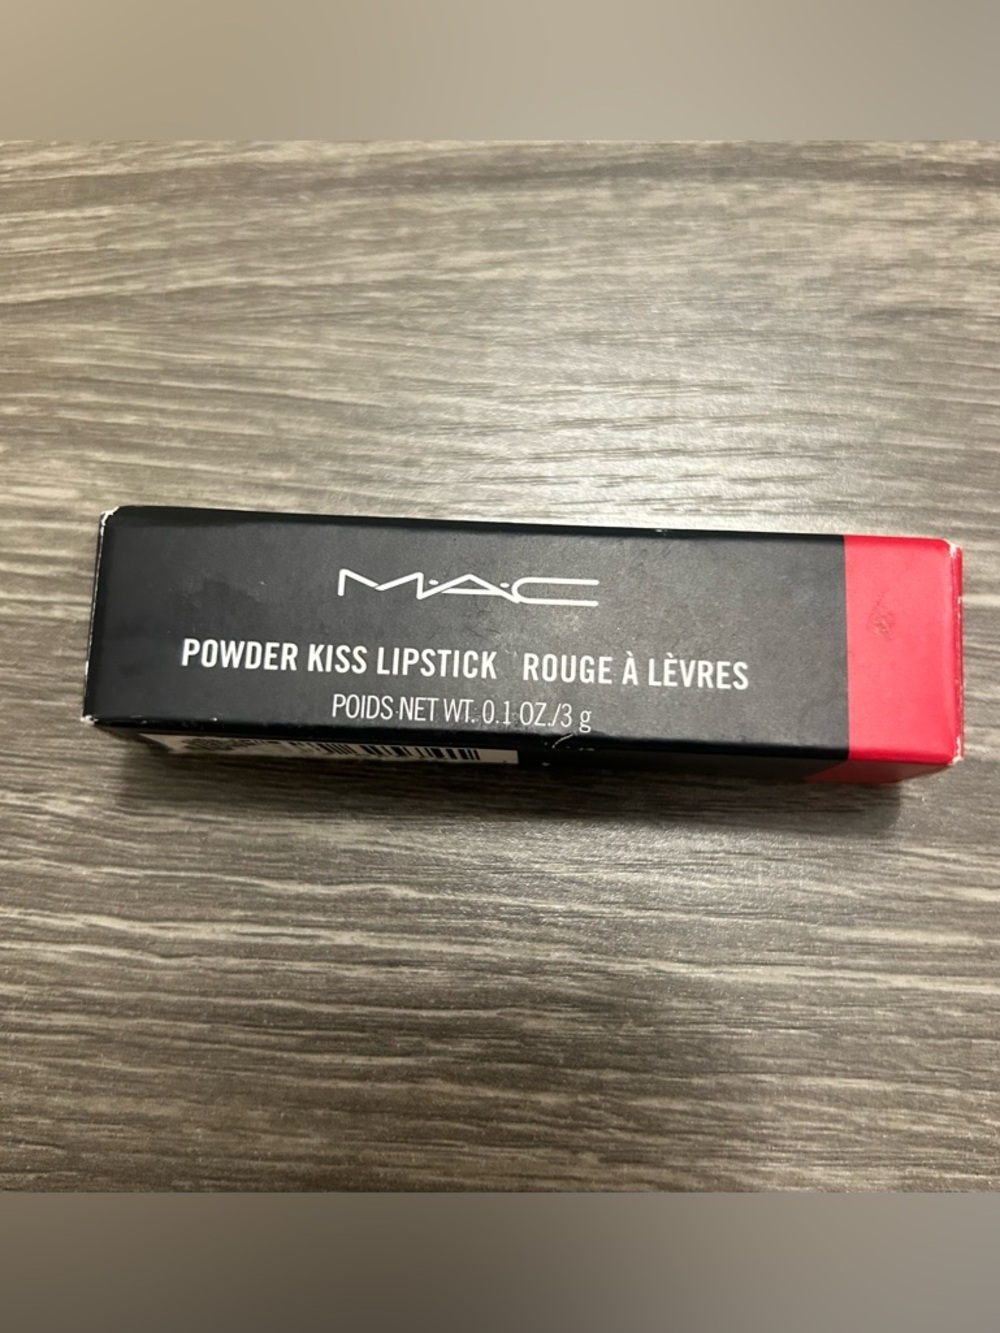 M·A·C
POWDER KISS LIPSTICK ROUGE À LÈVRES
POIDS·NET WT. 0.1 OZ./3 g